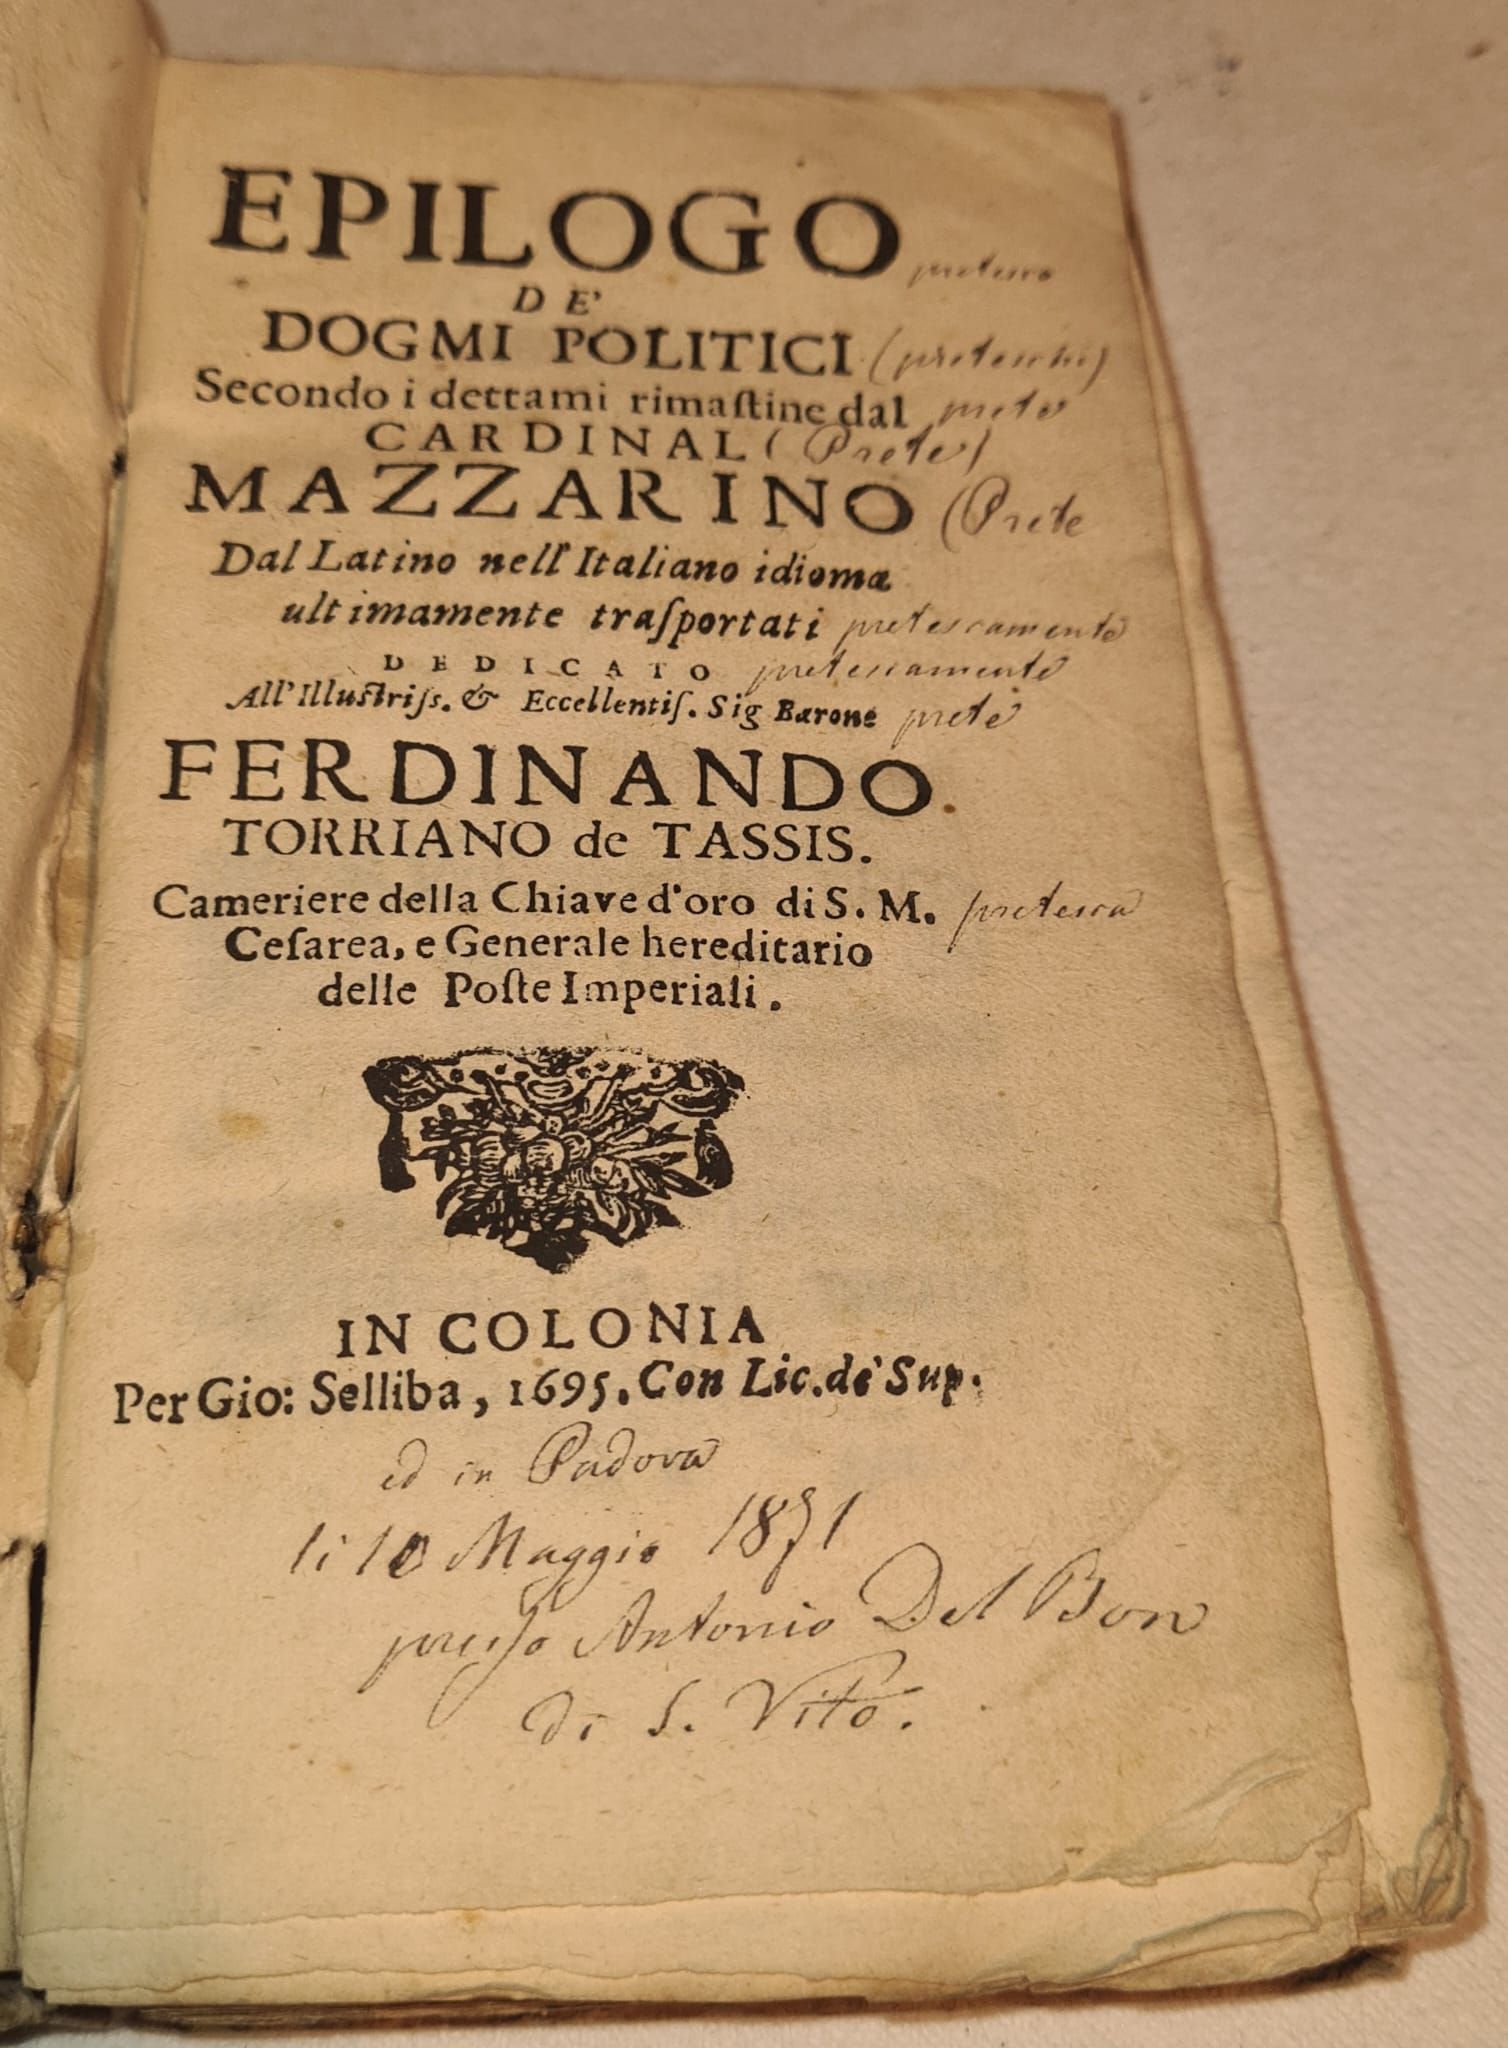 EPILOGO pretesco
DE'
DOGMI POLITICI (preteschi)
Secondo i dettami rimaſtine dal prete
CARDINAL (Prete)
MAZZARINO (Prete
Dal Latino nell' Italiano idioma
ultimamente traſportati pretescamente
DEDICATO pretescamente
All' Illuſtriſs. & Eccellentiſ. Sig Barone prete
FERDINANDO
TORRIANO de TASSIS.
Cameriere della Chiave d'oro di S. M. pretesca
Ceſarea, e Generale hereditario
delle Poſte Imperiali.
IN COLONIA
Per Gio: Selliba, 1695. Con Lic. de' Sup.
ed in Padova
li 10 Maggio 1871
preſso Antonio Del Bon
di S. Vito.